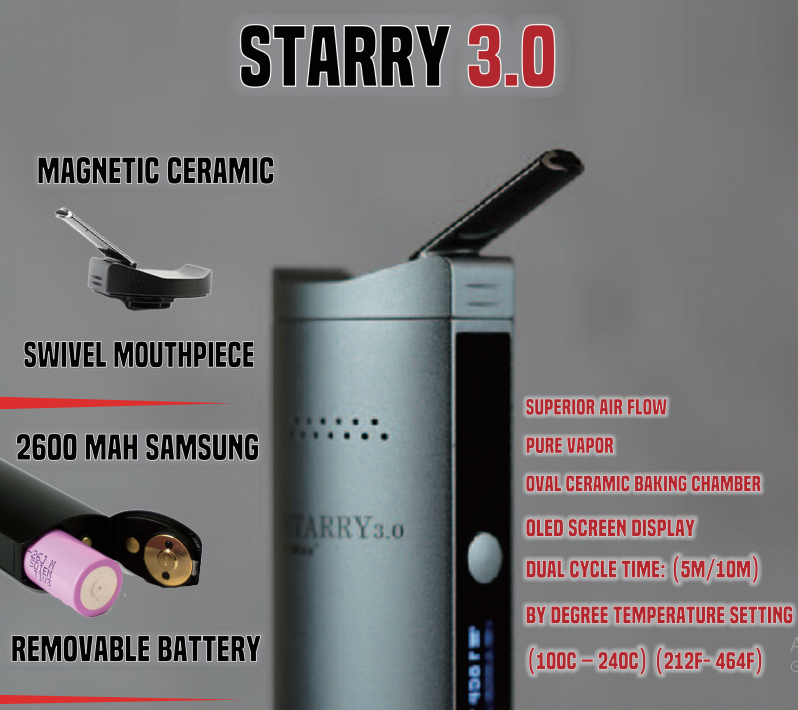 STARRY 3.0
MAGNETIC CERAMIC
SWIVEL MOUTHPIECE
2600 MAH SAMSUNG
REMOVABLE BATTERY
STARRY3.0
SUPERIOR AIR FLOW
PURE VAPOR
OVAL CERAMIC BAKING CHAMBER
OLED SCREEN DISPLAY
DUAL CYCLE TIME: (5M/10M)
BY DEGREE TEMPERATURE SETTING
(100C – 240C) (212F- 464F)